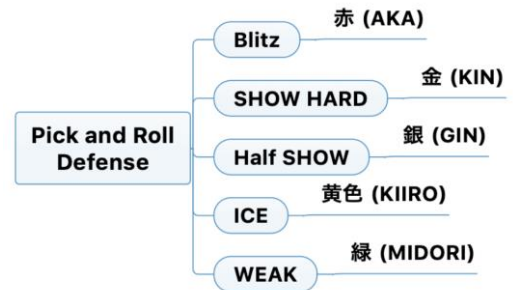 Pick and Roll
Defense
Blitz
赤 (AKA)
SHOW HARD
金 (KIN)
Half SHOW
銀 (GIN)
ICE
黄色 (KIIRO)
WEAK
緑 (MIDORI)